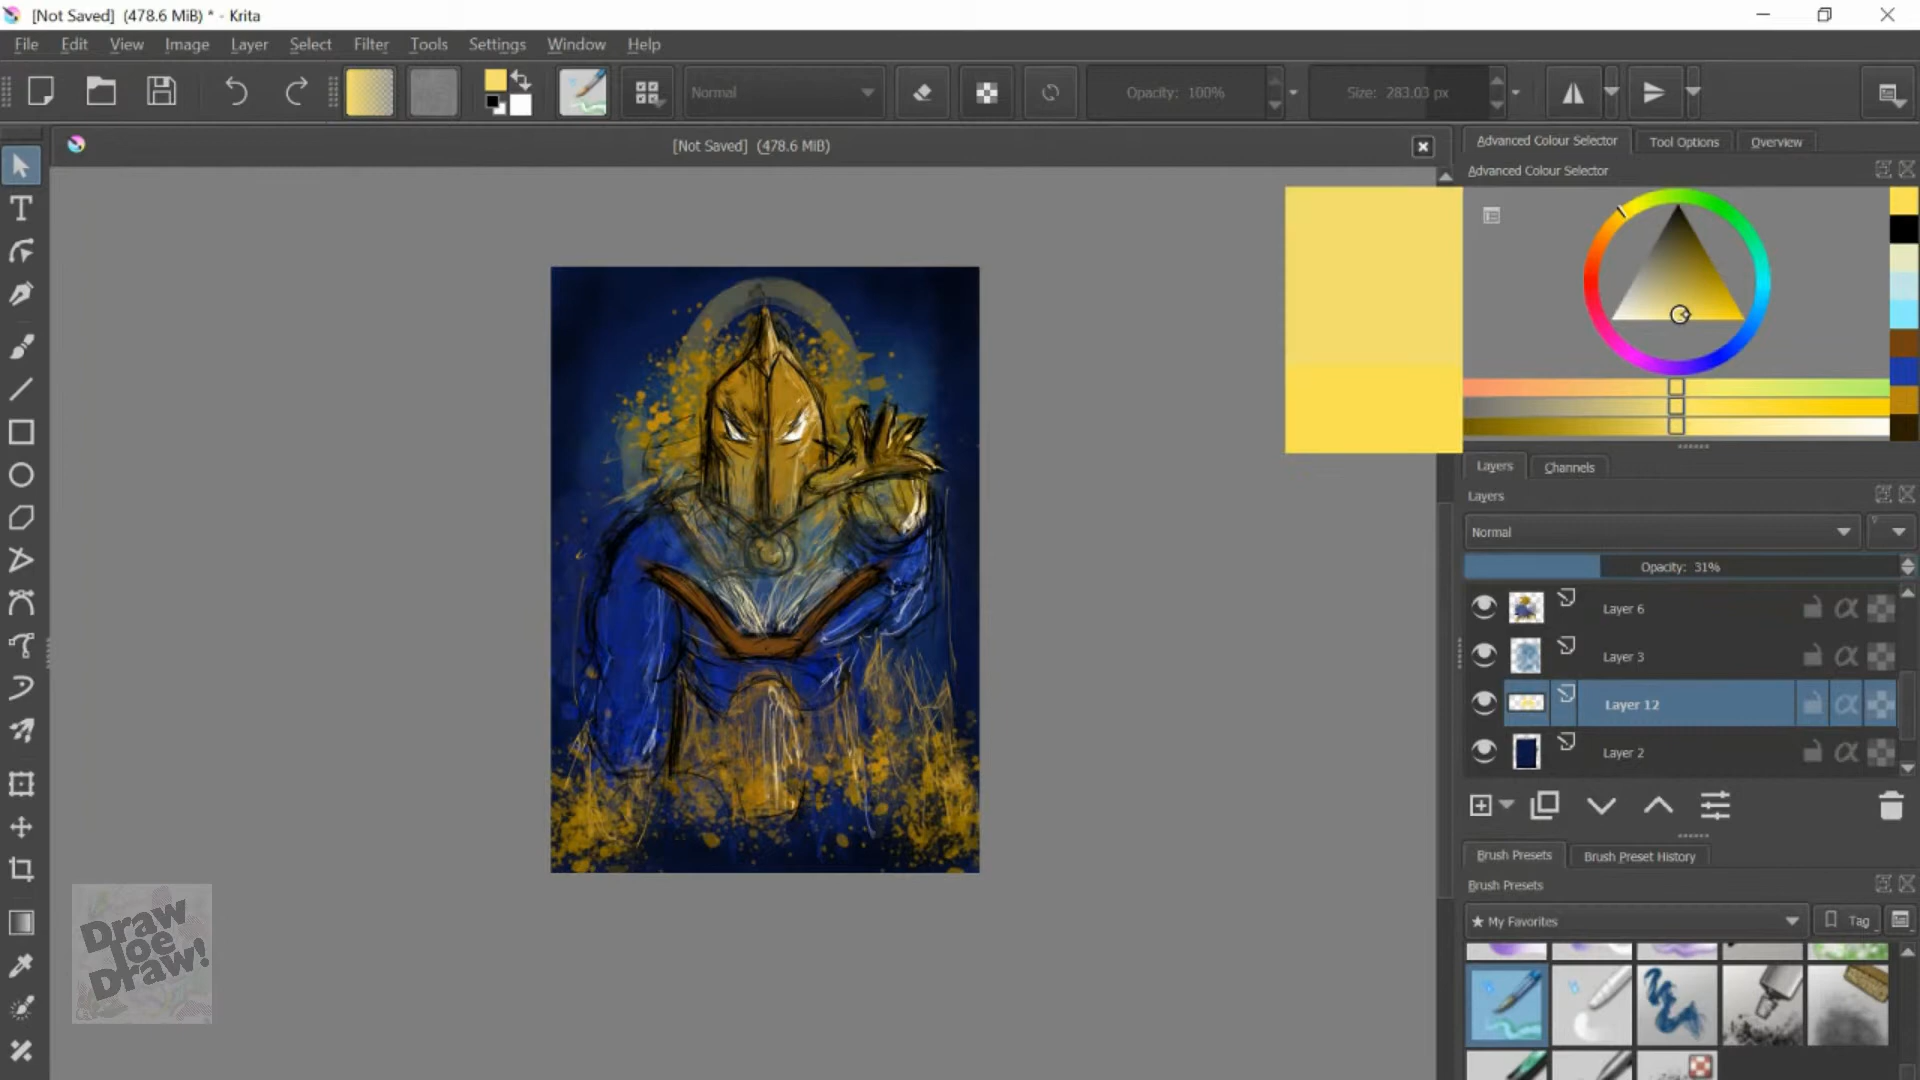 [Not Saved]  (478.6 MiB) * - Krita
File Edit View Image Layer Select Filter Tools Settings Window Help
Normal Opacity: 100% Size: 283.03 px
[Not Saved]  (478.6 MiB)
Advanced Colour Selector Tool Options Overview
Advanced Colour Selector
Layers Channels
Layers
Normal
Opacity: 31%
Layer 6
Layer 3
Layer 12
Layer 2
Brush Presets Brush Preset History
Brush Presets
★ My Favorites Tag
Draw
Joe
Draw!